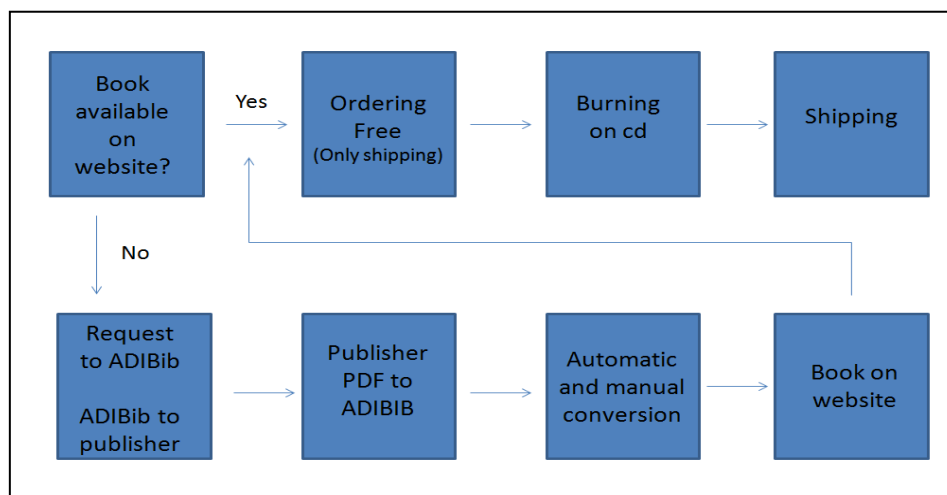 Book
available
on
website?
Yes
Ordering
Free
(Only shipping)
Burning
on cd
Shipping
No
Request
to ADIBib
ADIBib to
publisher
Publisher
PDF to
ADIBIB
Automatic
and manual
conversion
Book on
website